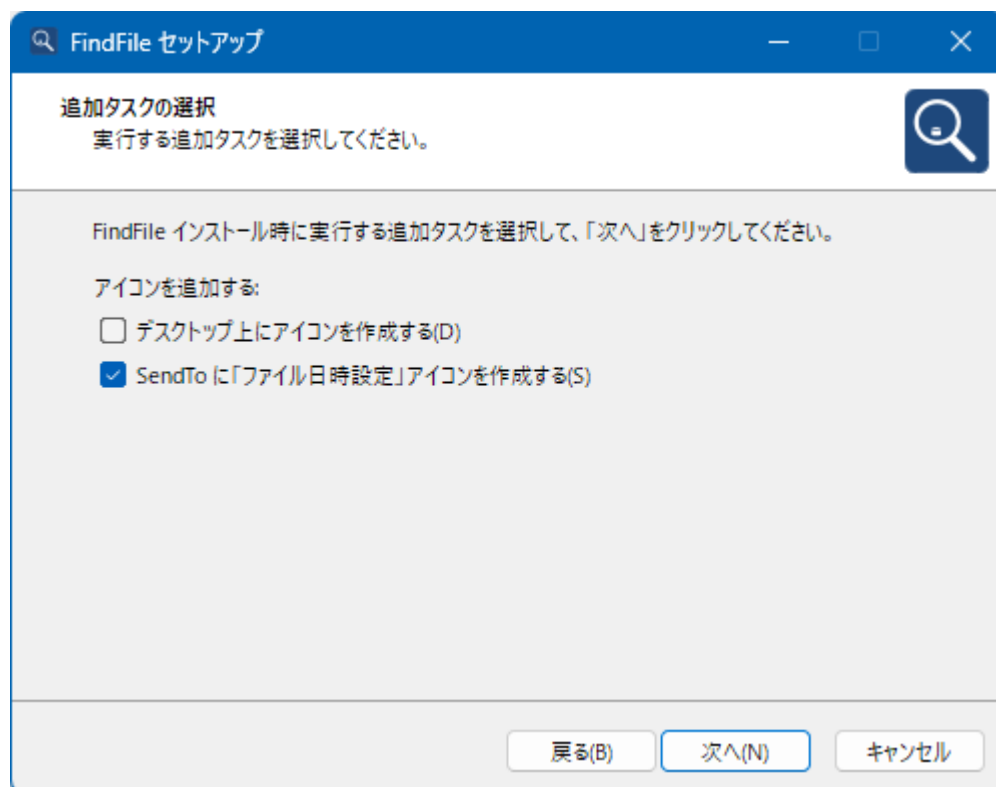 FindFile セットアップ
追加タスクの選択
実行する追加タスクを選択してください。
FindFile インストール時に実行する追加タスクを選択して、「次へ」をクリックしてください。
アイコンを追加する:
デスクトップ上にアイコンを作成する(D)
SendTo に「ファイル日時設定」アイコンを作成する(S)
戻る(B)
次へ(N)
キャンセル